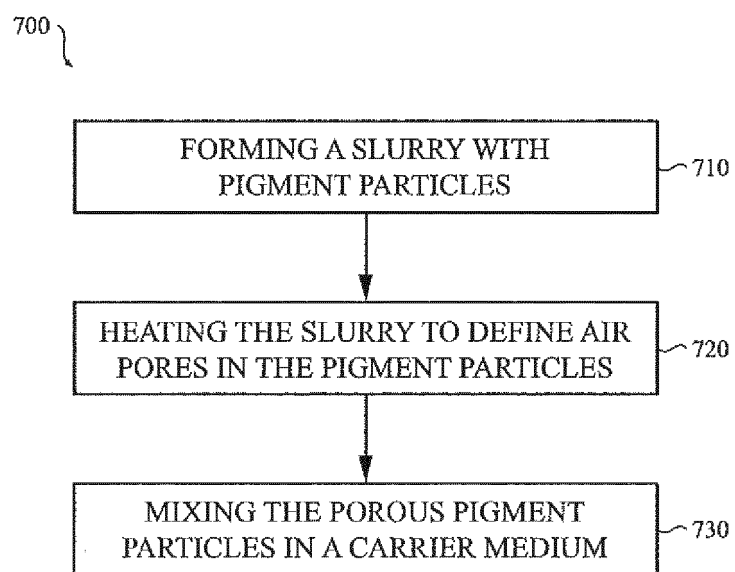 700
FORMING A SLURRY WITH
PIGMENT PARTICLES
710
HEATING THE SLURRY TO DEFINE AIR
PORES IN THE PIGMENT PARTICLES
720
MIXING THE POROUS PIGMENT
PARTICLES IN A CARRIER MEDIUM
730